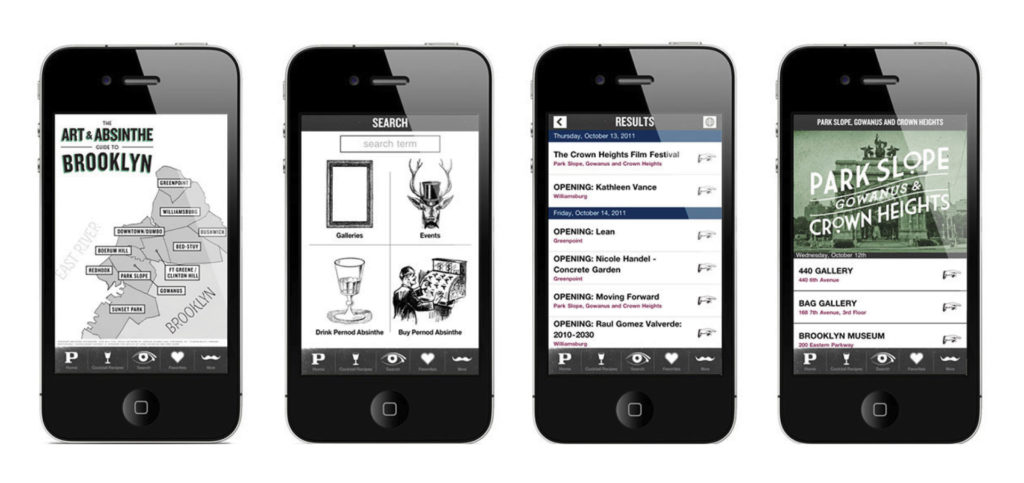 THE
ART & ABSINTHE
GUIDE TO
BROOKLYN
GREENPOINT
WILLIAMSBURG
DOWNTOWN/DUMBO
BUSHWICK
BED-STUY
BOERUM HILL
REDHOOK
PARK SLOPE
FT GREENE /
CLINTON HILL
GOWANUS
SUNSET PARK
EAST RIVER
BROOKLYN
P
Home
Cocktail Recipes
Search
Favorites
More
SEARCH
search term
Galleries
Events
Drink Pernod Absinthe
Buy Pernod Absinthe
P
Home
Cocktail Recipes
Search
Favorites
More
RESULTS
Thursday, October 13, 2011
The Crown Heights Film Festival
Park Slope, Gowanus and Crown Heights
OPENING: Kathleen Vance
Williamsburg
Friday, October 14, 2011
OPENING: Lean
Greenpoint
OPENING: Nicole Handel -
Concrete Garden
Greenpoint
OPENING: Moving Forward
Park Slope, Gowanus and Crown Heights
OPENING: Raul Gomez Valverde:
2010-2030
Williamsburg
P
Home
Cocktail Recipes
Search
Favorites
More
PARK SLOPE, GOWANUS AND CROWN HEIGHTS
PARK SLOPE
GOWANUS &
CROWN HEIGHTS
Wednesday, October 12th
440 GALLERY
440 6th Avenue
BAG GALLERY
168 7th Avenue, 3rd Floor
BROOKLYN MUSEUM
200 Eastern Parkway
P
Home
Cocktail Recipes
Search
Favorites
More